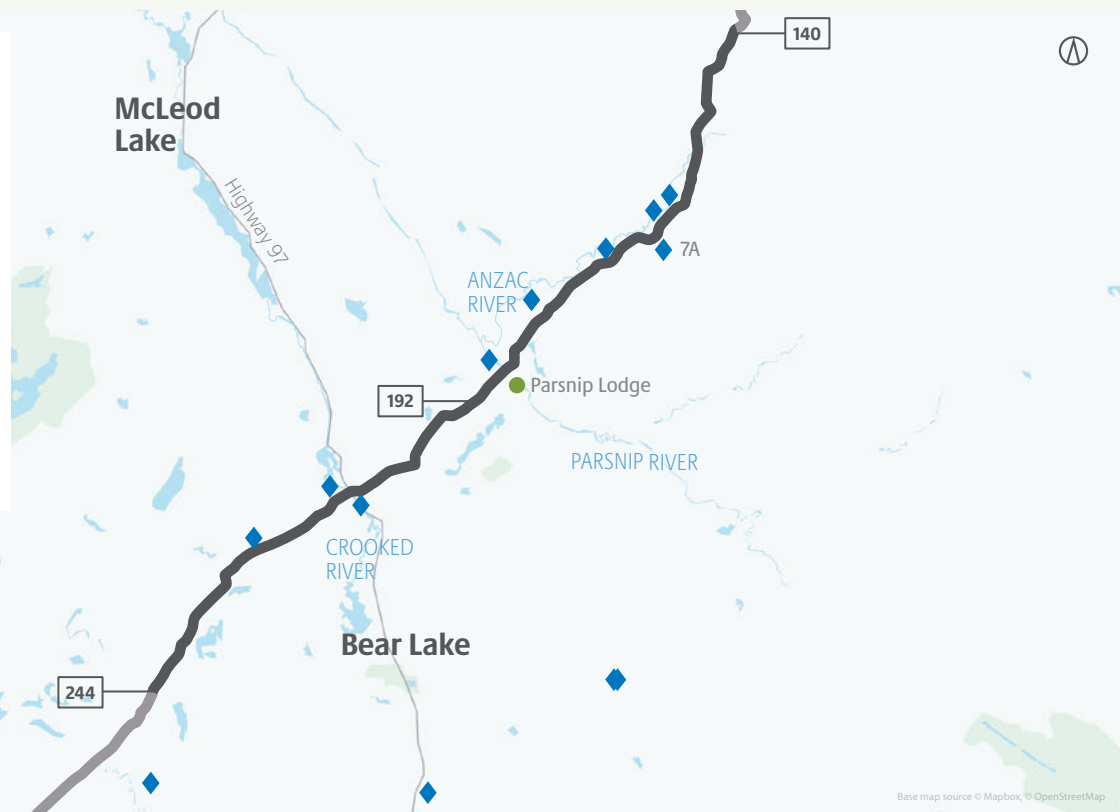 140
McLeod
Lake
Highway 97
7A
ANZAC
RIVER
Parsnip Lodge
192
PARSNIP RIVER
CROOKED
RIVER
Bear Lake
244
Base map source © Mapbox, © OpenStreetMap